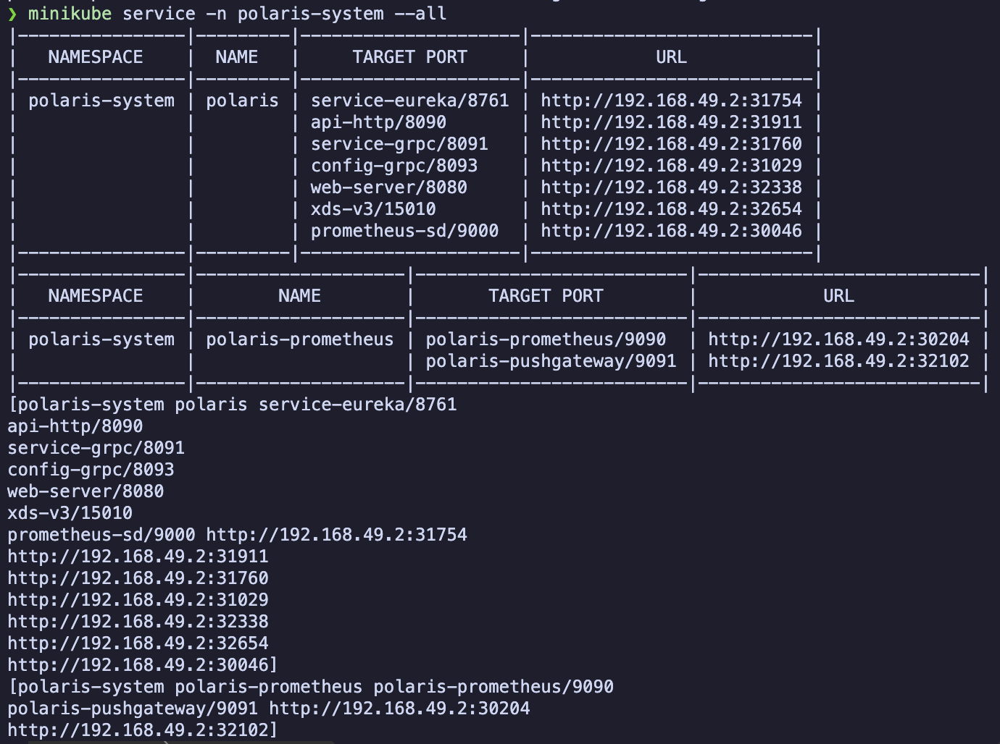 ❯ minikube service -n polaris-system --all
|----------------|---------|---------------------|---------------------------|
|   NAMESPACE    |  NAME   |     TARGET PORT     |            URL            |
|----------------|---------|---------------------|---------------------------|
| polaris-system | polaris | service-eureka/8761 | http://192.168.49.2:31754 |
|                |         | api-http/8090       | http://192.168.49.2:31911 |
|                |         | service-grpc/8091   | http://192.168.49.2:31760 |
|                |         | config-grpc/8093    | http://192.168.49.2:31029 |
|                |         | web-server/8080     | http://192.168.49.2:32338 |
|                |         | xds-v3/15010        | http://192.168.49.2:32654 |
|                |         | prometheus-sd/9000  | http://192.168.49.2:30046 |
|----------------|---------|---------------------|---------------------------|
|----------------|--------------------|--------------------------|---------------------------|
|   NAMESPACE    |        NAME        |       TARGET PORT        |            URL            |
|----------------|--------------------|--------------------------|---------------------------|
| polaris-system | polaris-prometheus | polaris-prometheus/9090  | http://192.168.49.2:30204 |
|                |                    | polaris-pushgateway/9091 | http://192.168.49.2:32102 |
|----------------|--------------------|--------------------------|---------------------------|
[polaris-system polaris service-eureka/8761
api-http/8090
service-grpc/8091
config-grpc/8093
web-server/8080
xds-v3/15010
prometheus-sd/9000 http://192.168.49.2:31754
http://192.168.49.2:31911
http://192.168.49.2:31760
http://192.168.49.2:31029
http://192.168.49.2:32338
http://192.168.49.2:32654
http://192.168.49.2:30046]
[polaris-system polaris-prometheus polaris-prometheus/9090
polaris-pushgateway/9091 http://192.168.49.2:30204
http://192.168.49.2:32102]